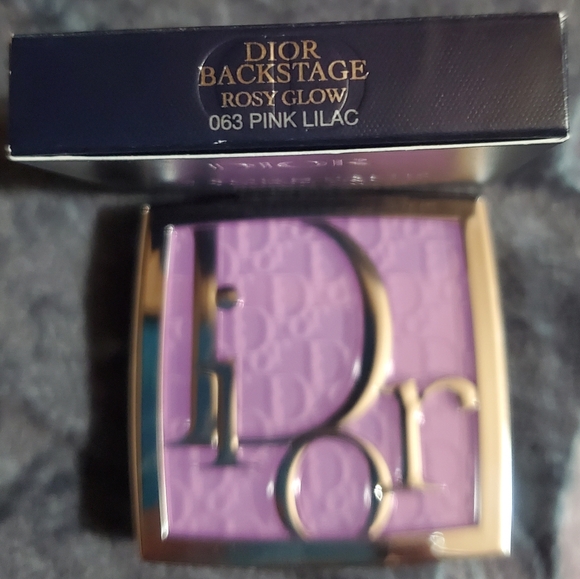 DIOR
BACKSTAGE
ROSY GLOW
063 PINK LILAC
Dior